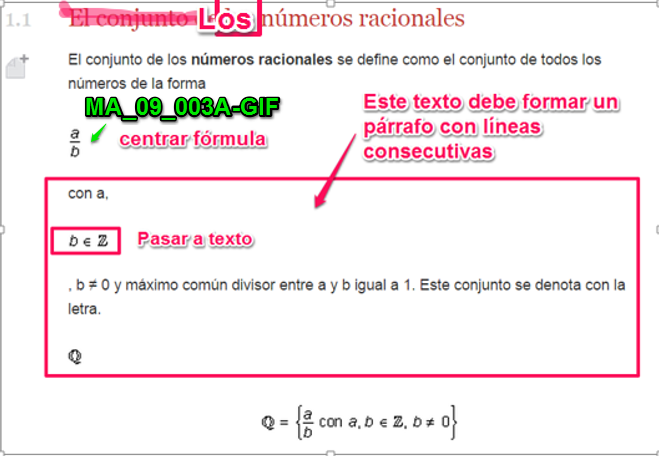 1.1 El conjunto de Los números racionales
El conjunto de los números racionales se define como el conjunto de todos los
números de la forma
MA_09_003A-GIF
a/b
centrar fórmula
Este texto debe formar un
párrafo con líneas
consecutivas
con a,
b ∈ ℤ
Pasar a texto
, b ≠ 0 y máximo común divisor entre a y b igual a 1. Este conjunto se denota con la
letra.
ℚ
ℚ = {a/b con a, b ∈ ℤ, b ≠ 0}